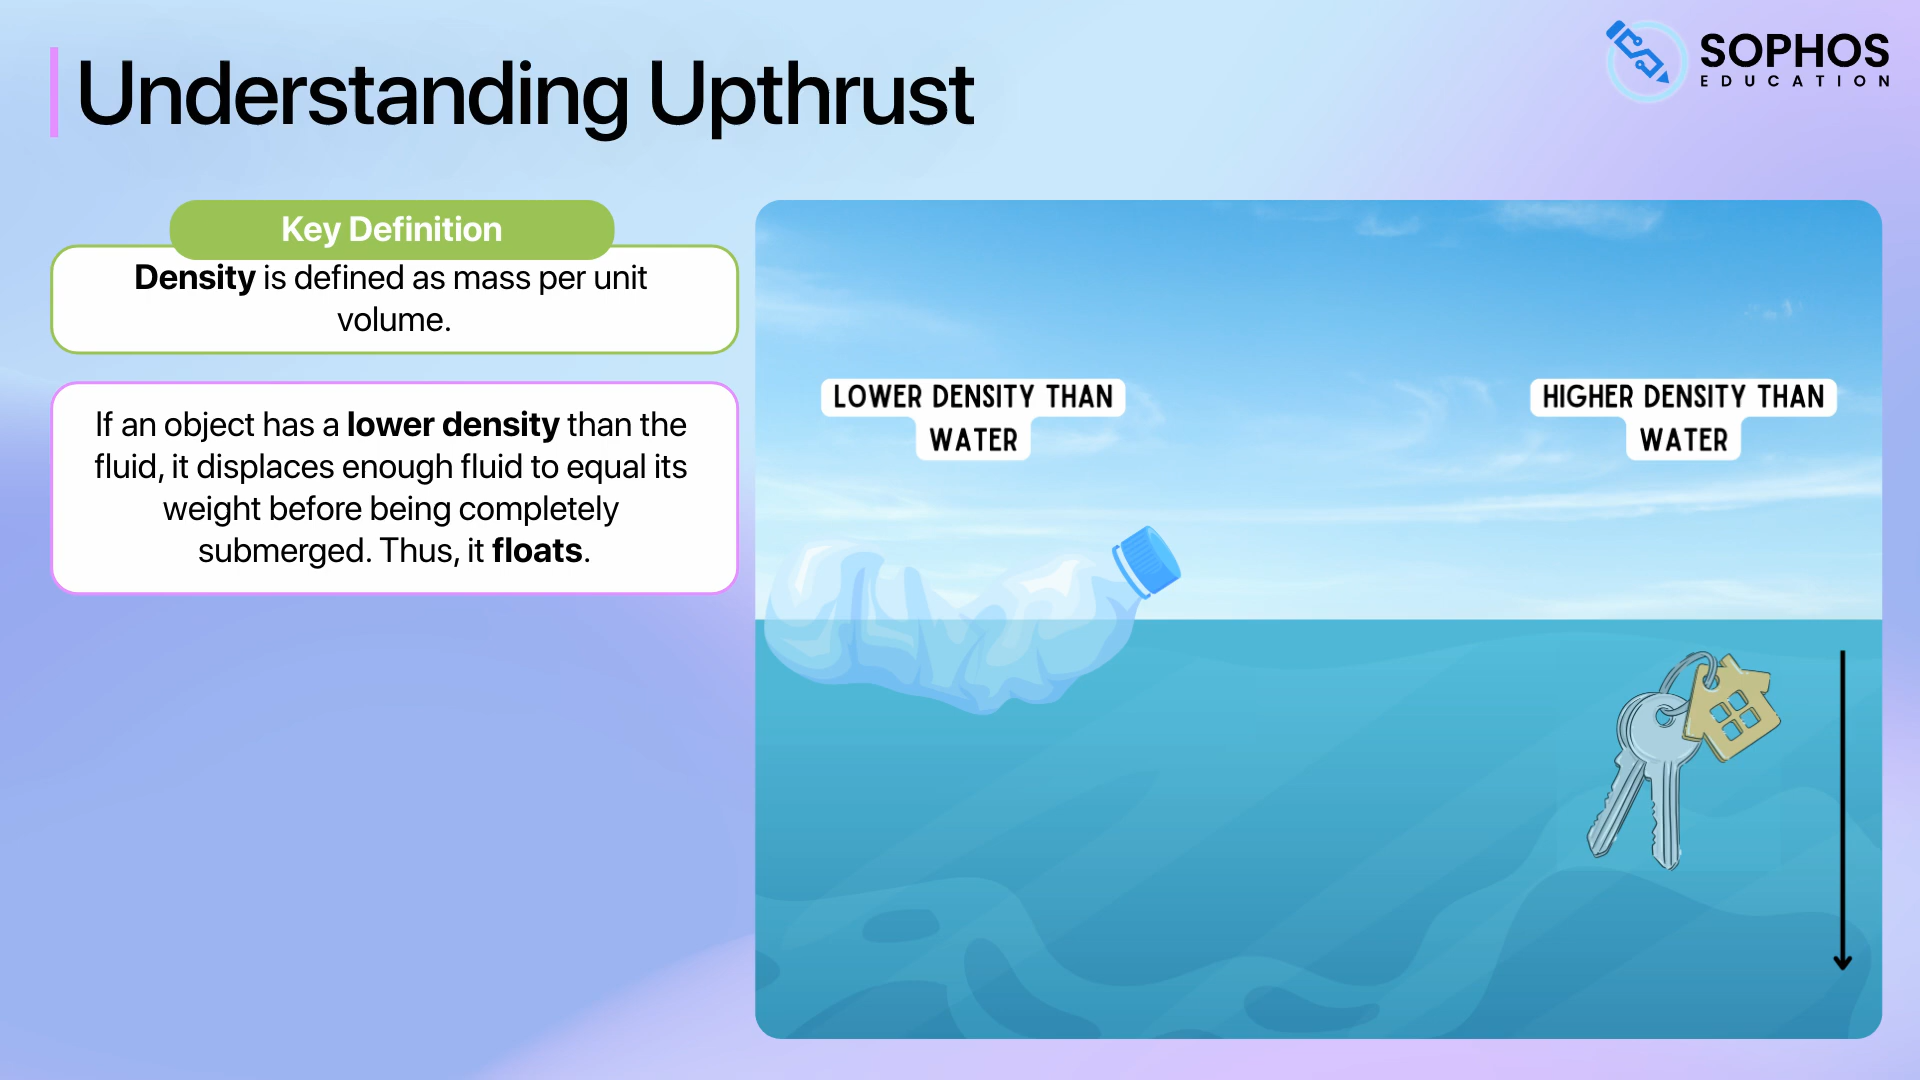 Understanding Upthrust
SOPHOS
EDUCATION
Key Definition
Density is defined as mass per unit
volume.
If an object has a lower density than the
fluid, it displaces enough fluid to equal its
weight before being completely
submerged. Thus, it floats.
LOWER DENSITY THAN
WATER
HIGHER DENSITY THAN
WATER